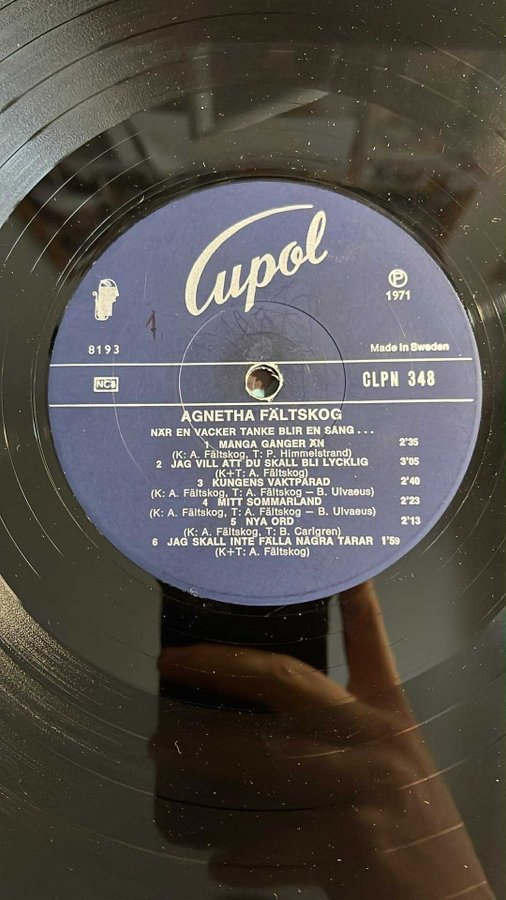 Cupol
℗
1971
1
8193
Made in Sweden
NCB
CLPN 348
AGNETHA FÄLTSKOG
NÄR EN VACKER TANKE BLIR EN SÅNG...
1 MÅNGA GÅNGER ÄN 2'35
(K: A. Fältskog, T: P. Himmelstrand)
2 JAG VILL ATT DU SKALL BLI LYCKLIG 3'05
(K+T: A. Fältskog)
3 KUNGENS VAKTPARAD 2'40
(K: A. Fältskog, T: A. Fältskog – B. Ulvaeus)
4 MITT SOMMARLAND 2'23
(K: A. Fältskog, T: A. Fältskog – B. Ulvaeus)
5 NYA ORD 2'13
(K: A. Fältskog, T: B. Carlgren)
6 JAG SKALL INTE FÄLLA NÅGRA TÅRAR 1'59
(K+T: A. Fältskog)